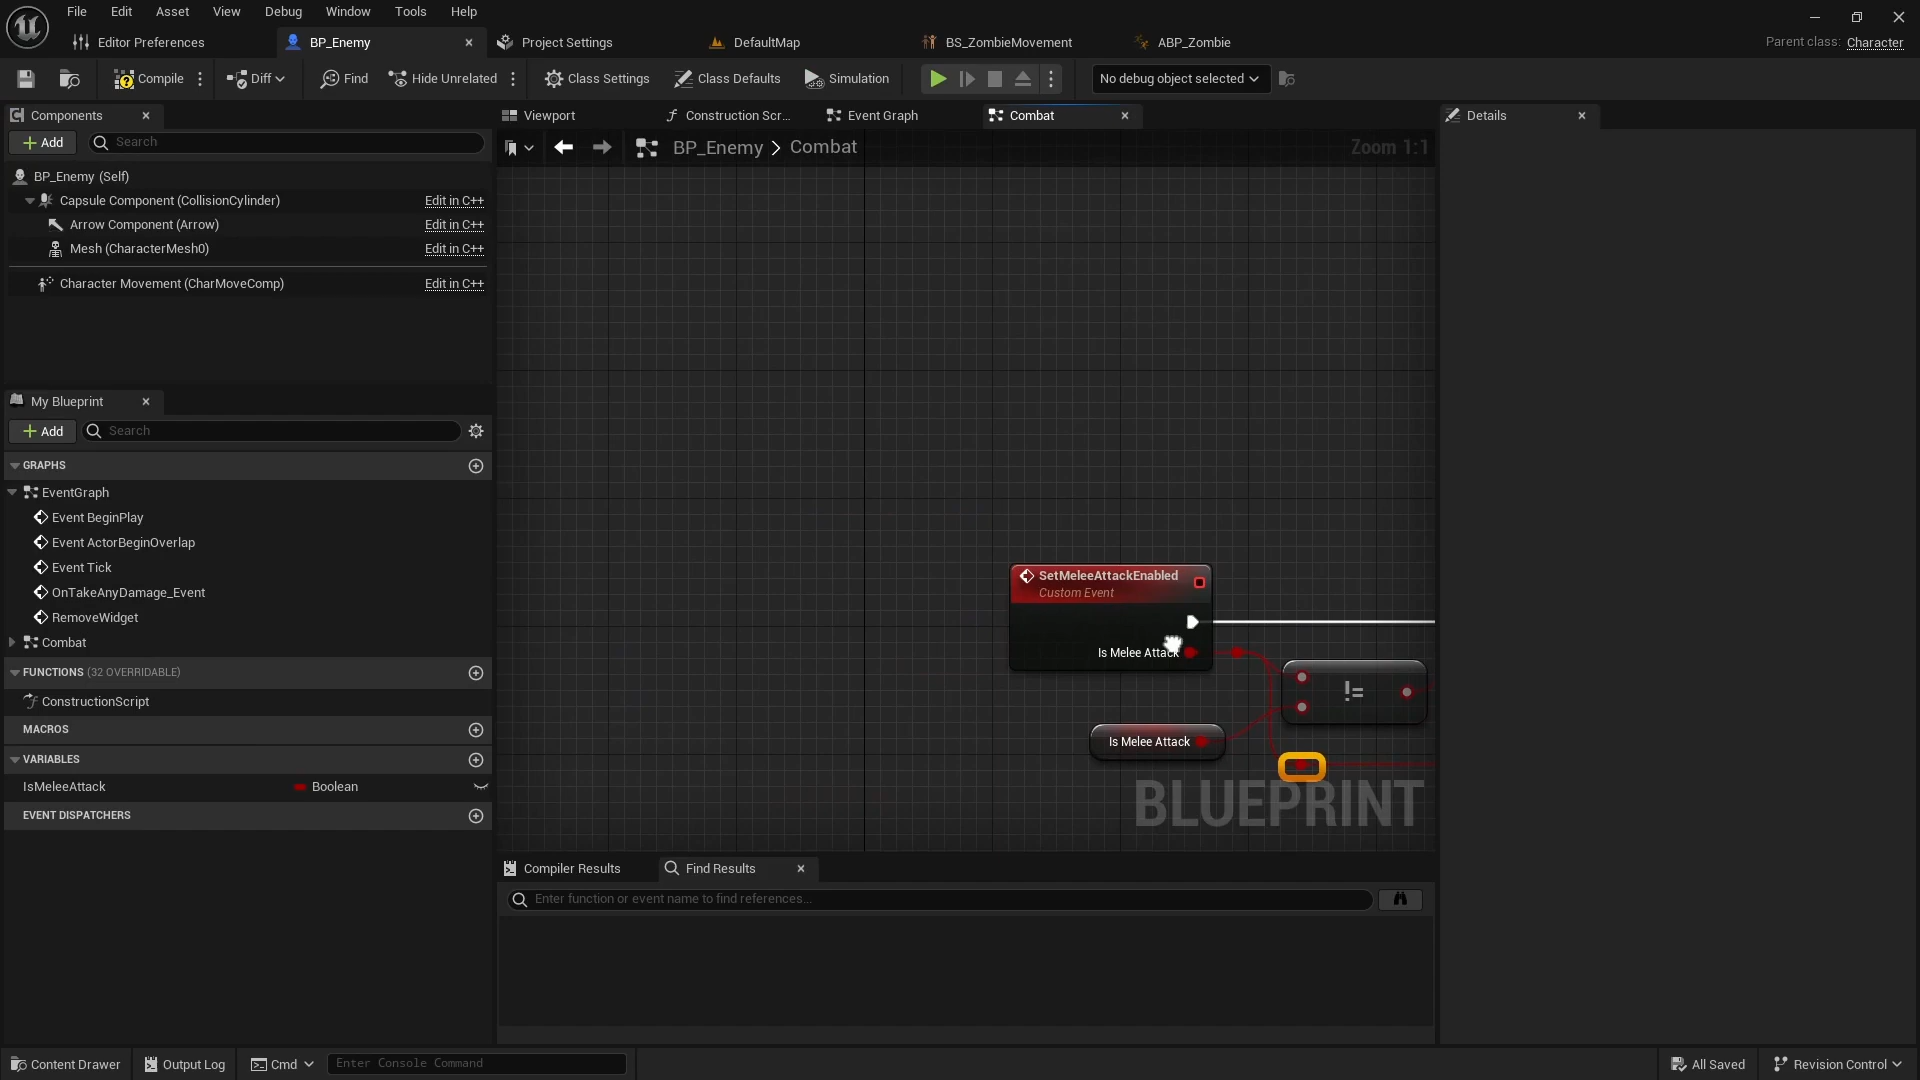 File Edit Asset View Debug Window Tools Help
Editor Preferences BP_Enemy Project Settings DefaultMap BS_ZombieMovement ABP_Zombie Parent class: Character
Compile Diff Find Hide Unrelated Class Settings Class Defaults Simulation No debug object selected
Components Viewport Construction Scr... Event Graph Combat Details
Add Search
BP_Enemy > Combat Zoom 1:1
BP_Enemy (Self)
Capsule Component (CollisionCylinder) Edit in C++
Arrow Component (Arrow) Edit in C++
Mesh (CharacterMesh0) Edit in C++
Character Movement (CharMoveComp) Edit in C++
My Blueprint
Add Search
GRAPHS
EventGraph
Event BeginPlay
Event ActorBeginOverlap
Event Tick
OnTakeAnyDamage_Event
RemoveWidget
Combat
FUNCTIONS (32 OVERRIDABLE)
ConstructionScript
MACROS
VARIABLES
IsMeleeAttack Boolean
EVENT DISPATCHERS
SetMeleeAttackEnabled
Custom Event
Is Melee Attack
!=
Is Melee Attack
BLUEPRINT
Compiler Results Find Results
Enter function or event name to find references...
Content Drawer Output Log Cmd Enter Console Command All Saved Revision Control